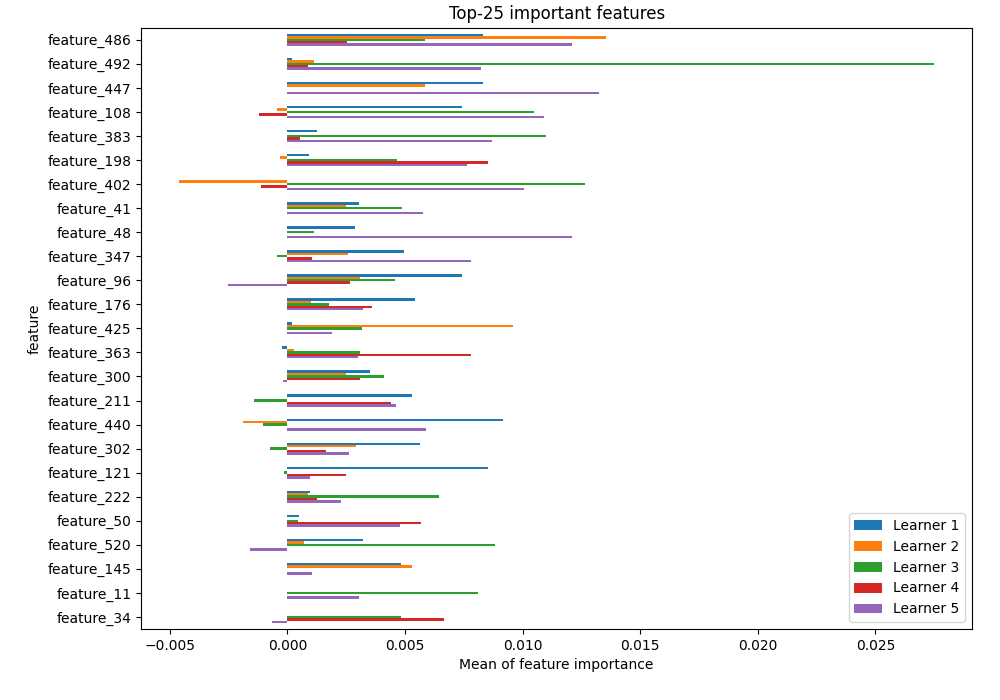 Top-25 important features
feature_486
feature_492
feature_447
feature_108
feature_383
feature_198
feature_402
feature_41
feature_48
feature_347
feature_96
feature_176
feature_425
feature_363
feature_300
feature_211
feature_440
feature_302
feature_121
feature_222
feature_50
feature_520
feature_145
feature_11
feature_34
feature
Learner 1
Learner 2
Learner 3
Learner 4
Learner 5
−0.005 0.000 0.005 0.010 0.015 0.020 0.025
Mean of feature importance